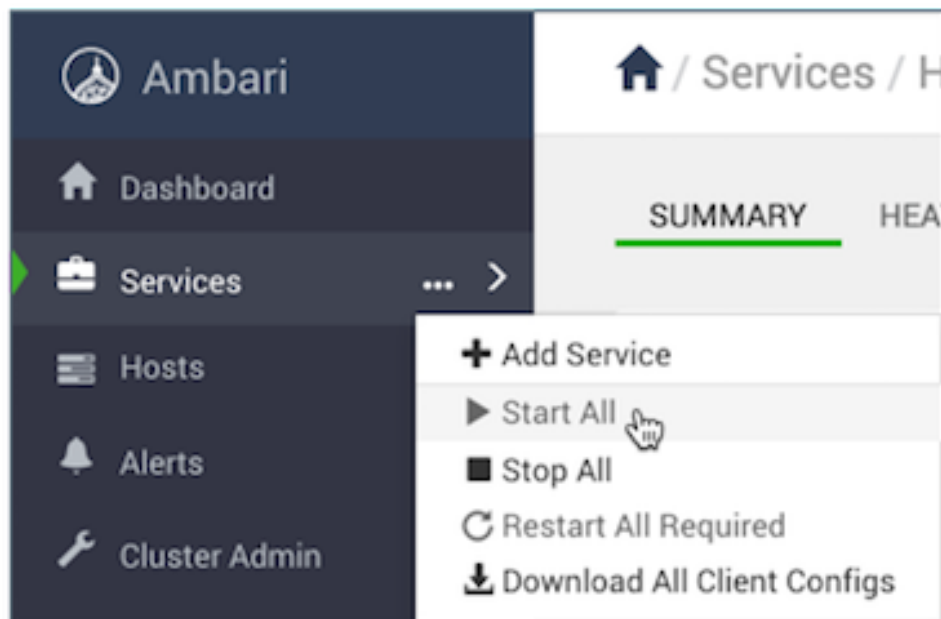 Ambari
/ Services / H
Dashboard
SUMMARY
HEA
Services
...
Add Service
Hosts
Start All
Stop All
Alerts
Restart All Required
Cluster Admin
Download All Client Configs